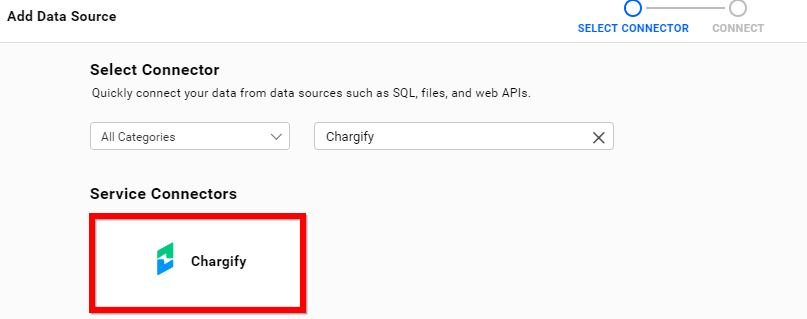 Add Data Source
SELECT CONNECTOR
CONNECT
Select Connector
Quickly connect your data from data sources such as SQL, files, and web APIs.
All Categories
Chargify
Service Connectors
Chargify